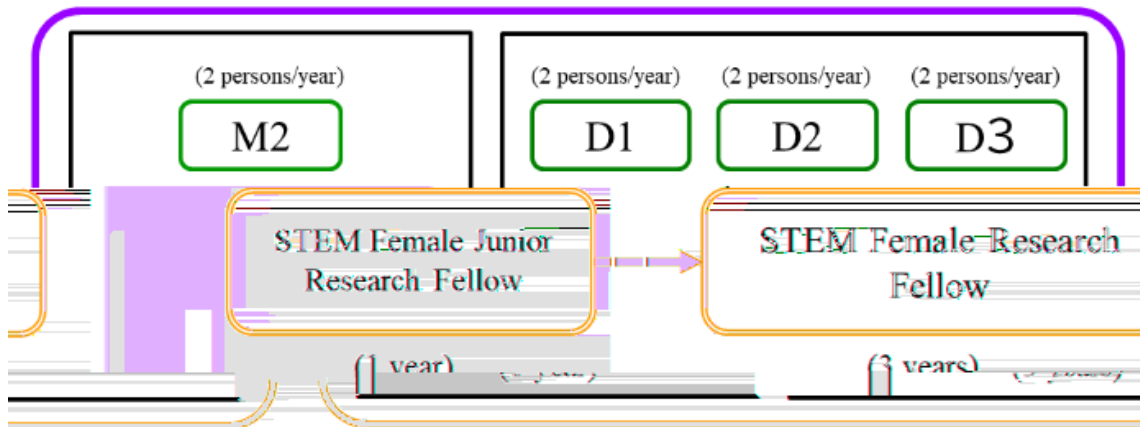 (2 persons/year)
M2
(2 persons/year) (2 persons/year) (2 persons/year)
D1 D2 D3
STEM Female Junior
Research Fellow
STEM Female Research
Fellow
(1 year)
(3 years)